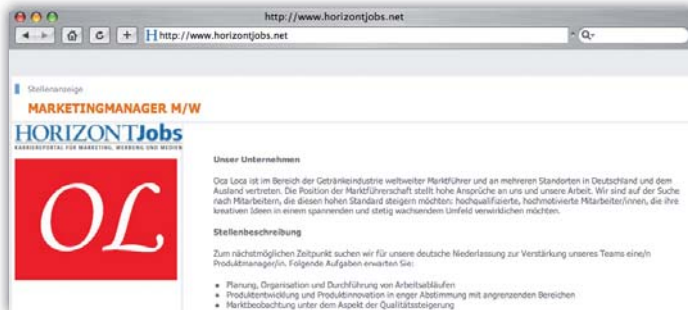 http://www.horizontjobs.net
http://www.horizontjobs.net
Q-
Stellenanzeige
MARKETINGMANAGER M/W
HORIZONTJobs
KARRIEREPORTAL FÜR MARKETING, WERBUNG UND MEDIEN
OL
Unser Unternehmen
Oca Loca ist im Bereich der Getränkeindustrie weltweiter Marktführer und an mehreren Standorten in Deutschland und dem
Ausland vertreten. Die Position der Marktführerschaft stellt hohe Ansprüche an uns und unsere Arbeit. Wir sind auf der Suche
nach Mitarbeitern, die diesen hohen Standard steigern möchten: hochqualifizierte, hochmotivierte Mitarbeiter/innen, die ihre
kreativen Ideen in einem spannenden und stetig wachsendem Umfeld verwirklichen möchten.
Stellenbeschreibung
Zum nächstmöglichen Zeitpunkt suchen wir für unsere deutsche Niederlassung zur Verstärkung unseres Teams eine/n
Produktmanager/in. Folgende Aufgaben erwarten Sie:
• Planung, Organisation und Durchführung von Arbeitsabläufen
• Produktentwicklung und Produktinnovation in enger Abstimmung mit angrenzenden Bereichen
• Marktbeobachtung unter dem Aspekt der Qualitätssteigerung